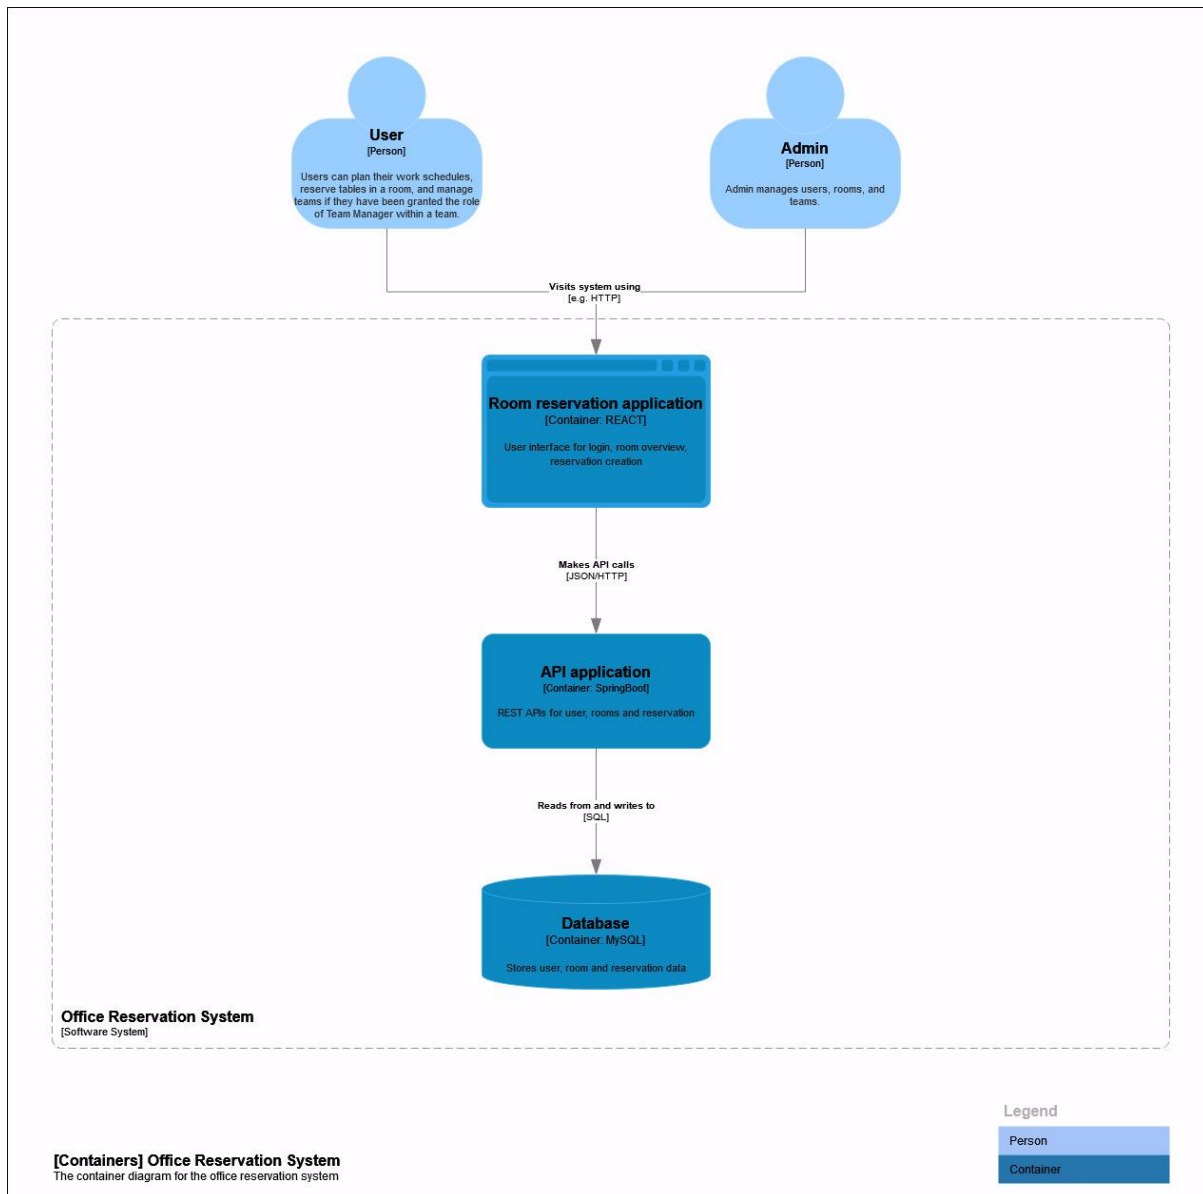 User
[Person]
Users can plan their work schedules,
reserve tables in a room, and manage
teams if they have been granted the role
of Team Manager within a team.
Admin
[Person]
Admin manages users, rooms, and
teams.
Visits system using
[e.g. HTTP]
Room reservation application
[Container: REACT]
User interface for login, room overview,
reservation creation
Makes API calls
[JSON/HTTP]
API application
[Container: SpringBoot]
REST APIs for user, rooms and reservation
Reads from and writes to
[SQL]
Database
[Container: MySQL]
Stores user, room and reservation data
Office Reservation System
[Software System]
Legend
Person
Container
[Containers] Office Reservation System
The container diagram for the office reservation system